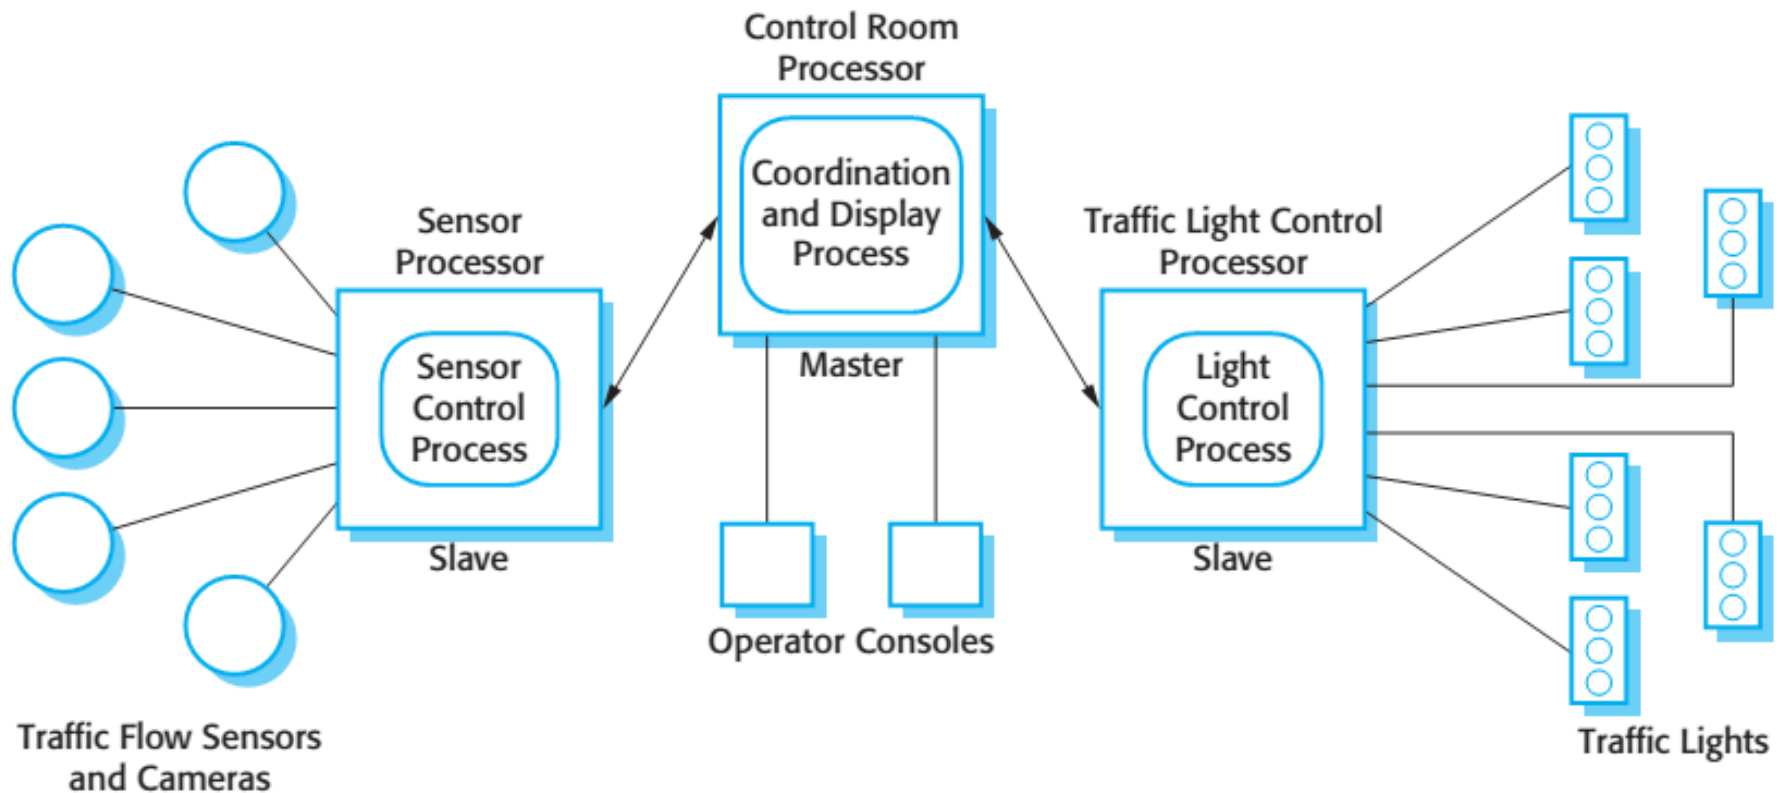 Control Room
Processor
Coordination
and Display
Process
Master
Sensor
Processor
Sensor
Control
Process
Slave
Traffic Light Control
Processor
Light
Control
Process
Slave
Operator Consoles
Traffic Flow Sensors
and Cameras
Traffic Lights